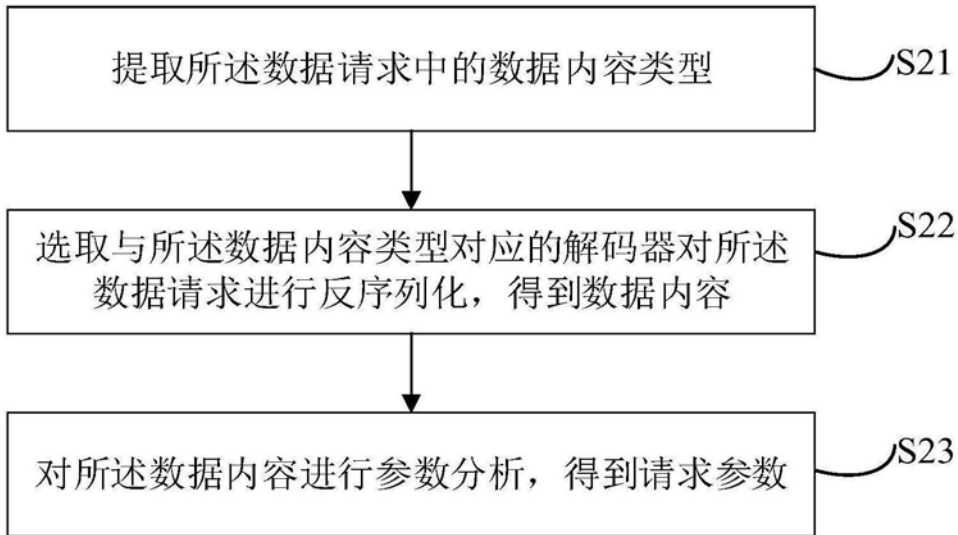 提取所述数据请求中的数据内容类型
S21
选取与所述数据内容类型对应的解码器对所述
数据请求进行反序列化，得到数据内容
S22
对所述数据内容进行参数分析，得到请求参数
S23